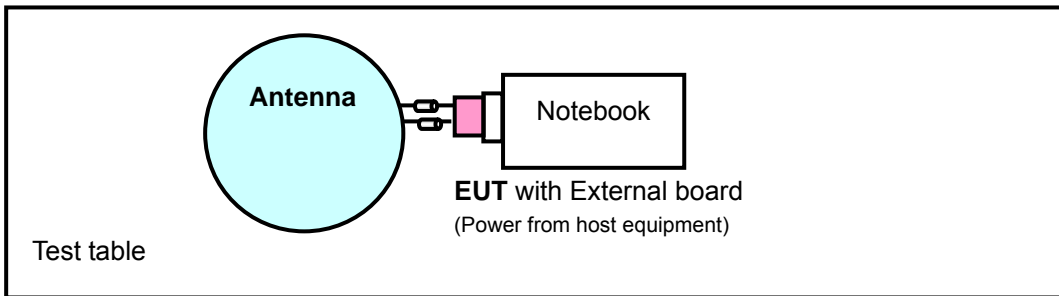 Antenna
Notebook
EUT with External board
(Power from host equipment)
Test table